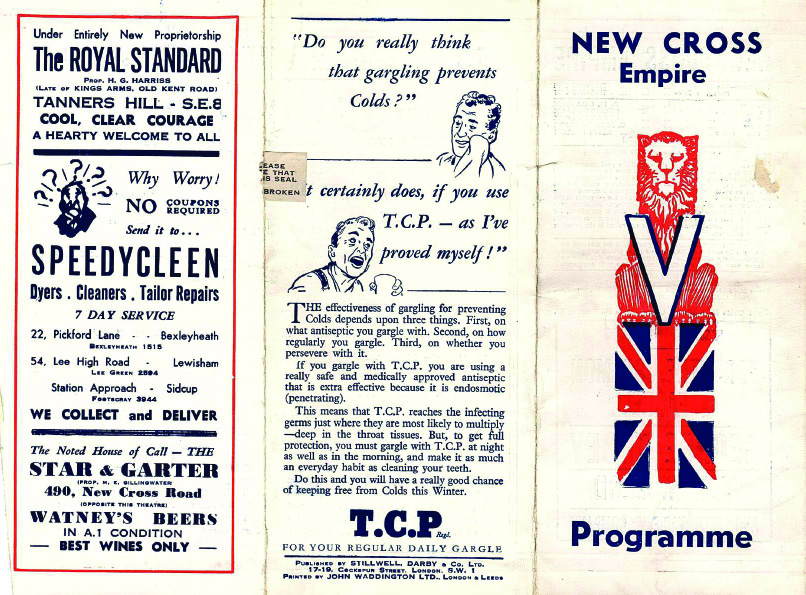 Under Entirely New Proprietorship
The ROYAL STANDARD
PROF. H. G. HARRISS
(LATE OF KINGS ARMS, OLD KENT ROAD)
TANNERS HILL - S.E.8
COOL, CLEAR COURAGE
A HEARTY WELCOME TO ALL
Why Worry!
NO COUPONS REQUIRED
Send it to...
SPEEDYCLEEN
Dyers . Cleaners . Tailor Repairs
7 DAY SERVICE
22, Pickford Lane - - Bexleyheath
BEXLEYHEATH 1515
54, Lee High Road - Lewisham
LEE GREEN 2594
Station Approach - Sidcup
FOOTSCRAY 3944
WE COLLECT and DELIVER
The Noted House of Call — THE
STAR & GARTER
(PROP. M. E. GILLINGWATER)
490, New Cross Road
(OPPOSITE THIS THEATRE)
WATNEY'S BEERS
IN A.1 CONDITION
— BEST WINES ONLY —
"Do you really think
that gargling prevents
Colds?"
EASE
E THAT
IS SEAL
BROKEN
t certainly does, if you use
T.C.P. — as I've
proved myself!"
THE effectiveness of gargling for preventing
Colds depends upon three things. First, on
what antiseptic you gargle with. Second, on how
regularly you gargle. Third, on whether you
persevere with it.
If you gargle with T.C.P. you are using a
really safe and medically approved antiseptic
that is extra effective because it is endosmotic
(penetrating).
This means that T.C.P. reaches the infecting
germs just where they are most likely to multiply
—deep in the throat tissues. But, to get full
protection, you must gargle with T.C.P. at night
as well as in the morning, and make it as much
an everyday habit as cleaning your teeth.
Do this and you will have a really good chance
of keeping free from Colds this Winter.
T.C.P Regd.
FOR YOUR REGULAR DAILY GARGLE
PUBLISHED BY STILLWELL, DARBY & CO. LTD.
17-19, COCKSPUR STREET, LONDON, S.W. 1
PRINTED BY JOHN WADDINGTON LTD., LONDON & LEEDS
NEW CROSS
Empire
V
Programme